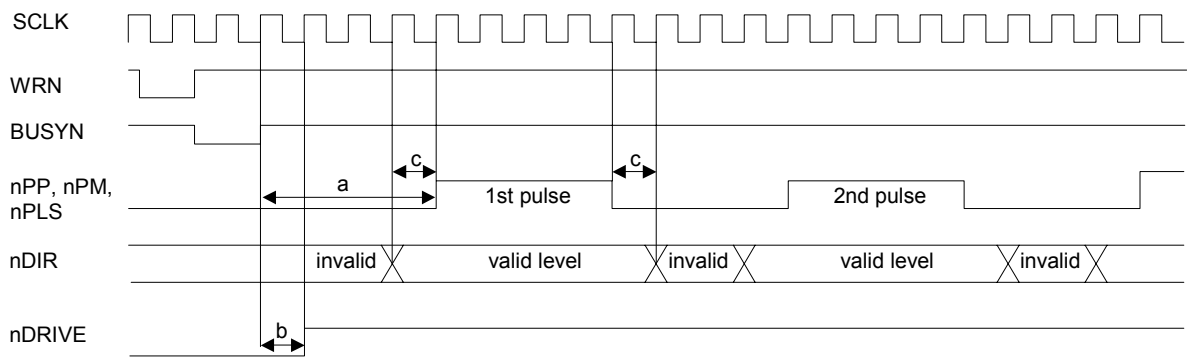 SCLK
WRN
BUSYN
c c
a
nPP, nPM,
nPLS
1st pulse 2nd pulse
nDIR
invalid valid level invalid valid level invalid
b
nDRIVE